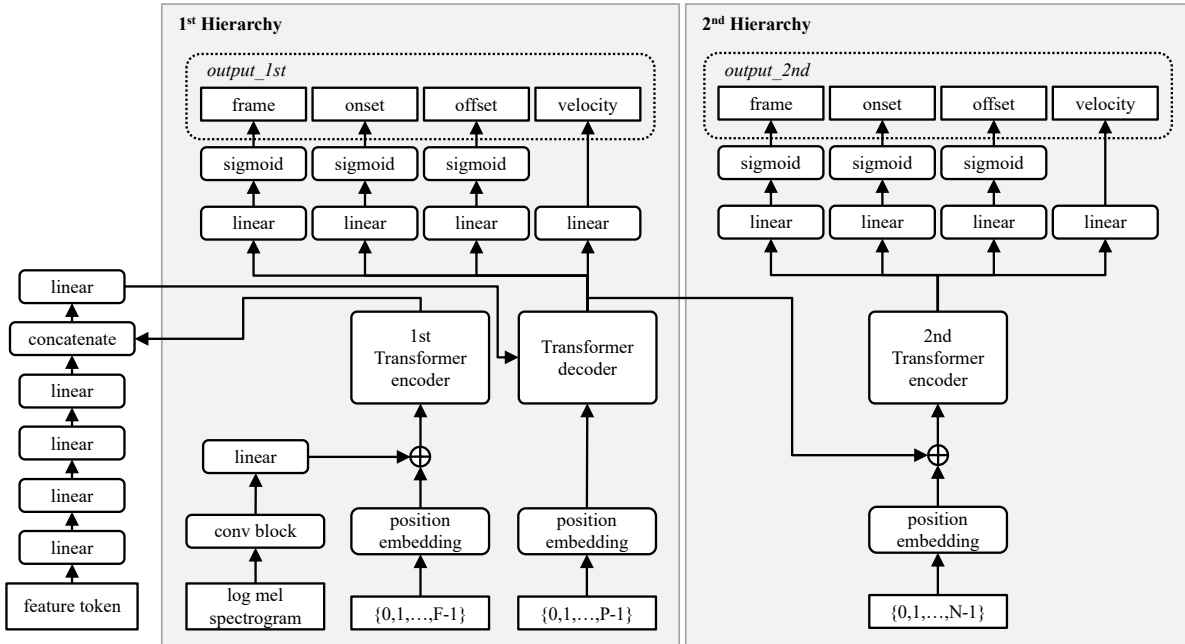 1st Hierarchy
output_1st
frame
onset
offset
velocity
sigmoid
sigmoid
sigmoid
linear
linear
linear
linear
1st
Transformer
encoder
Transformer
decoder
linear
conv block
log mel
spectrogram
position
embedding
{0,1,…,F-1}
position
embedding
{0,1,…,P-1}
linear
concatenate
linear
linear
linear
linear
feature token
2nd Hierarchy
output_2nd
frame
onset
offset
velocity
sigmoid
sigmoid
sigmoid
linear
linear
linear
linear
2nd
Transformer
encoder
position
embedding
{0,1,…,N-1}